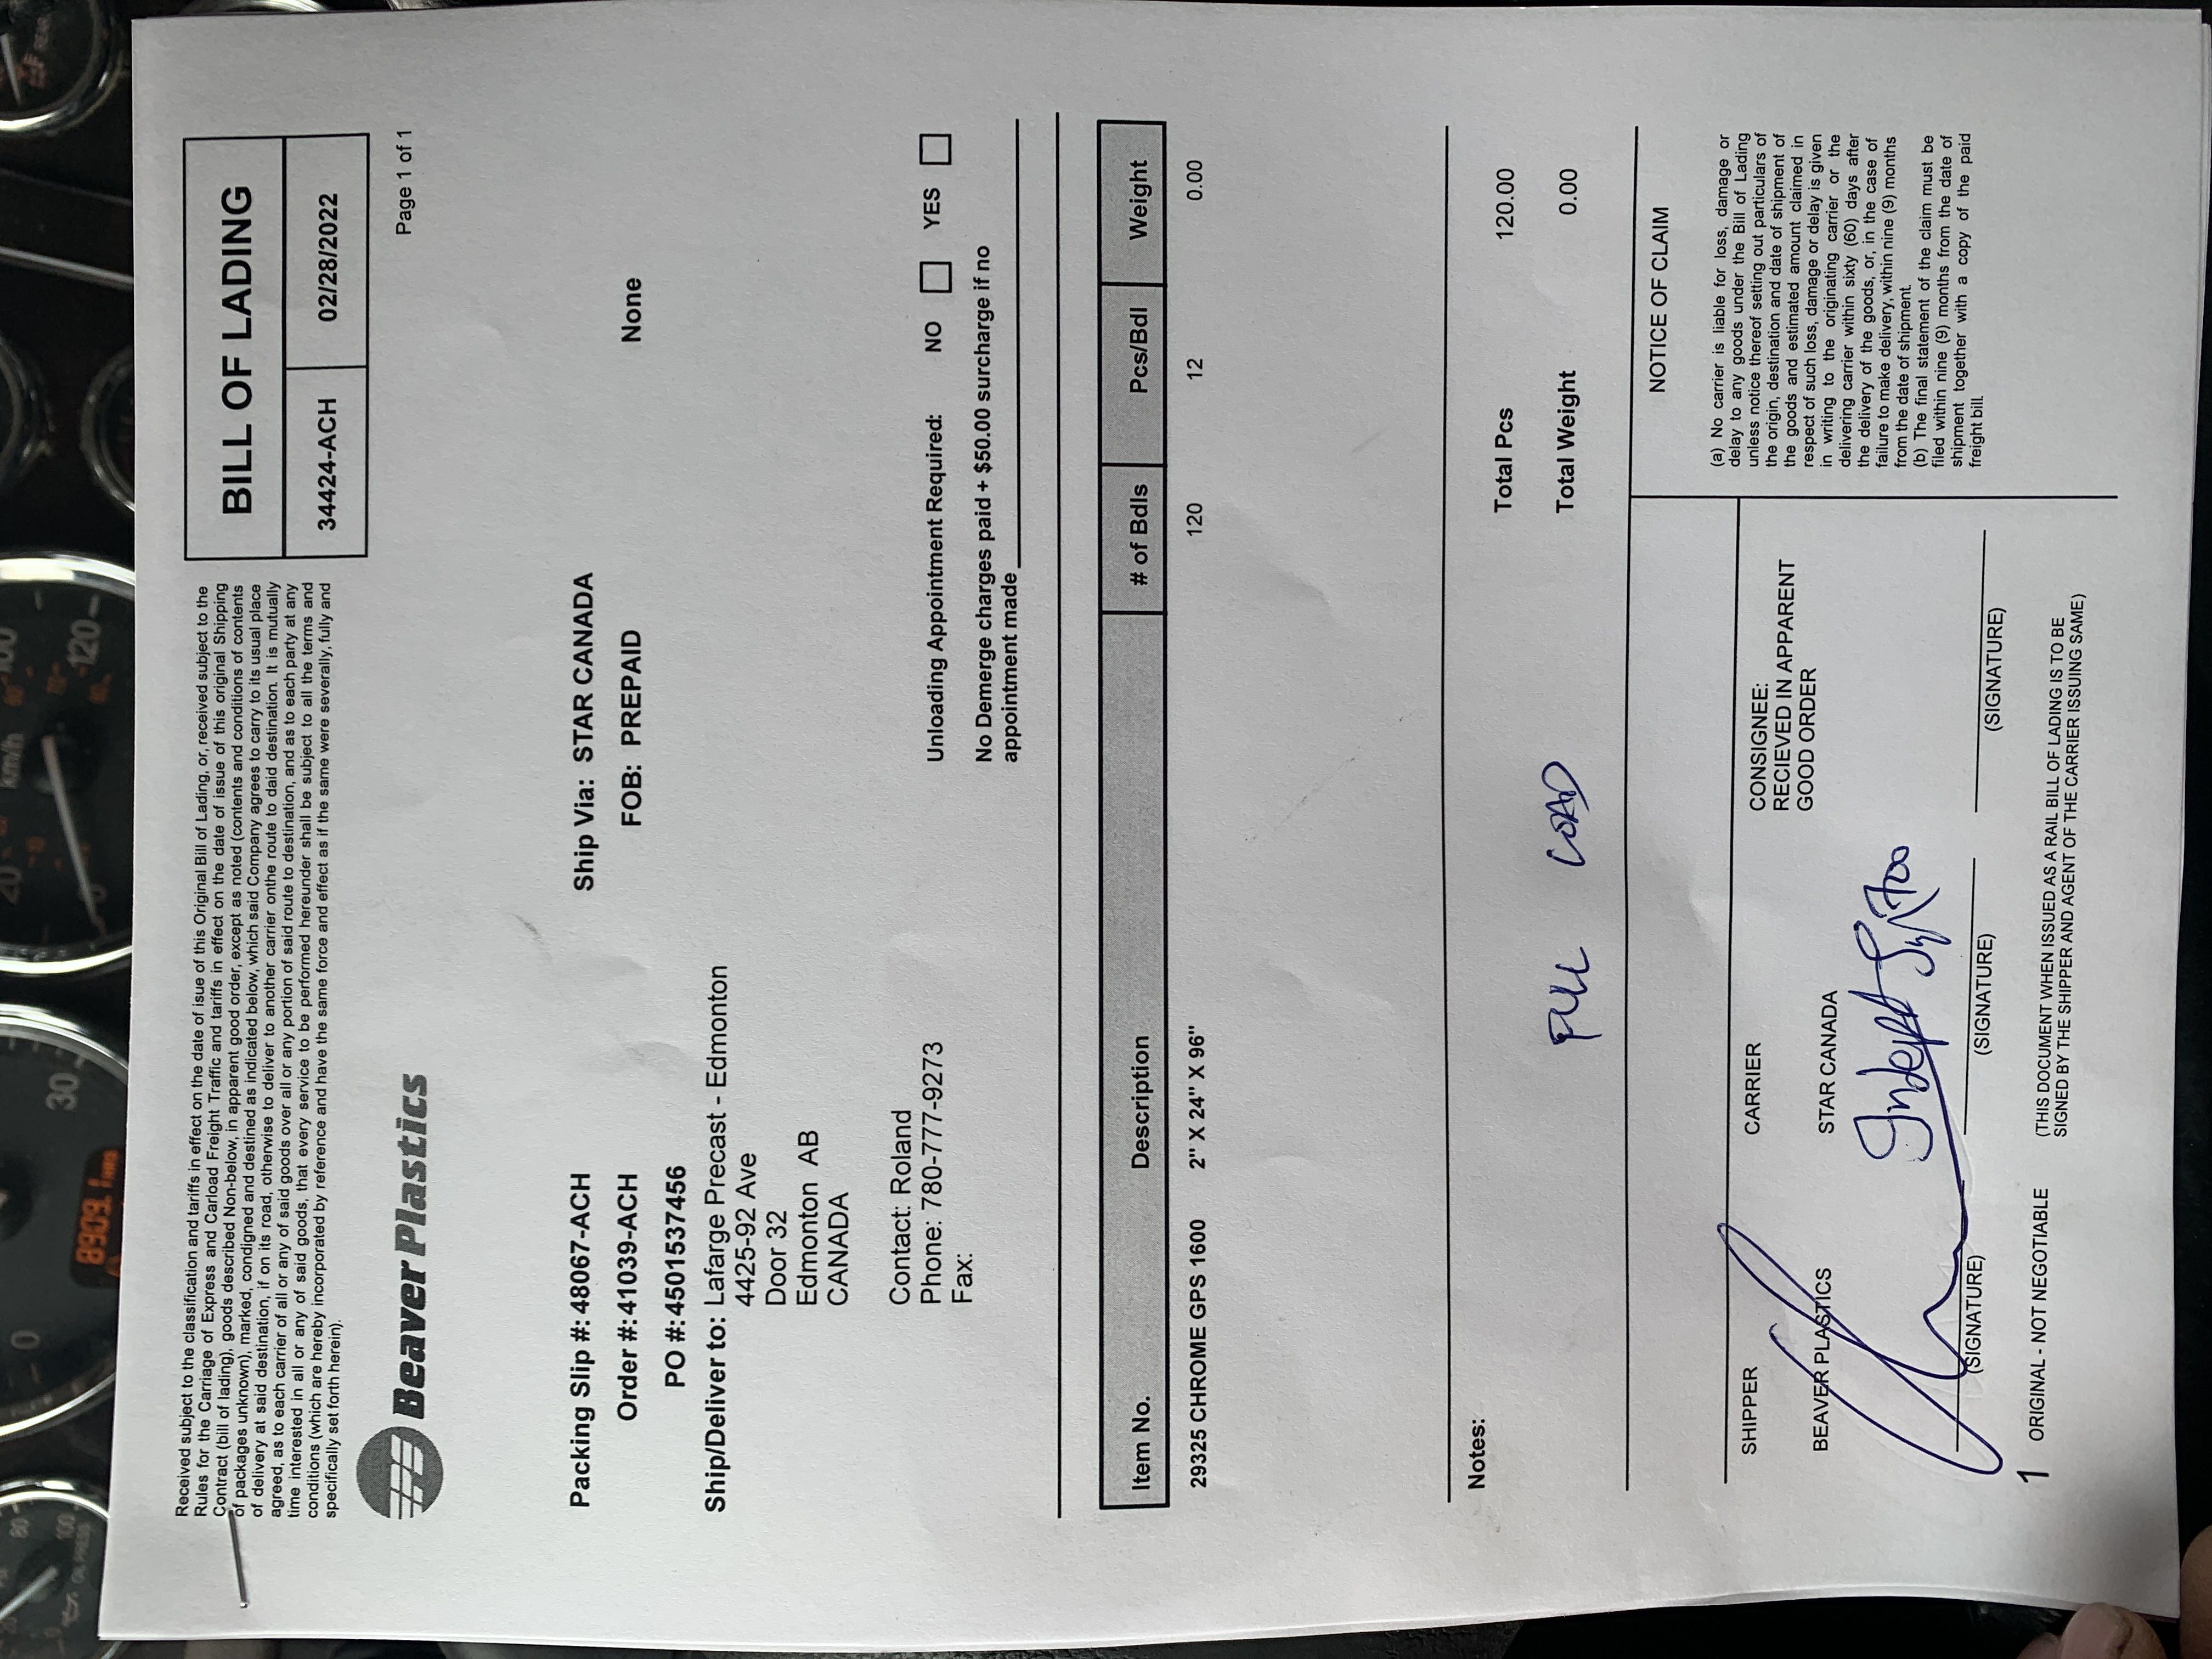 80
100
OIL PRESS
0
30
8909.1
20
km/h
100
120
Received subject to the classification and tariffs in effect on the date of isue of this Original Bill of Lading, or, received subject to the
Rules for the Carriage of Express and Carload Freight Traffic and tariffs in effect on the date of issue of this original Shipping
Contract (bill of lading), goods described Non-below, in apparent good order, except as noted (contents and conditions of contents
of packages unknown), marked, condigned and destined as indicated below, which said Company agrees to carry to its usual place
of delivery at said destination, if on its road, otherwise to deliver to another carrier onthe route to daid destination. It is mutually
agreed, as to each carrier of all or any of said goods over all or any portion of said route to destination, and as to each party at any
time interested in all or any of said goods, that every service to be performed hereunder shall be subject to all the terms and
conditions (which are hereby incorporated by reference and have the same force and effect as if the same were severally, fully and
specifically set forth herein).
BILL OF LADING
34424-ACH 02/28/2022
Page 1 of 1
Beaver Plastics
Packing Slip #: 48067-ACH
Order #: 41039-ACH
PO #: 4501537456
Ship Via: STAR CANADA
FOB: PREPAID None
Ship/Deliver to: Lafarge Precast - Edmonton
4425-92 Ave
Door 32
Edmonton AB
CANADA
Contact: Roland
Phone: 780-777-9273
Fax:
Unloading Appointment Required: NO YES
No Demerge charges paid + $50.00 surcharge if no
appointment made
Item No. Description # of Bdls Pcs/Bdl Weight
29325 CHROME GPS 1600 2" X 24" X 96" 120 12 0.00
Notes:
Total Pcs 120.00
FULL LOAD
Total Weight 0.00
SHIPPER
BEAVER PLASTICS
(SIGNATURE)
CARRIER
STAR CANADA
(SIGNATURE)
CONSIGNEE:
RECIEVED IN APPARENT
GOOD ORDER
(SIGNATURE)
NOTICE OF CLAIM
(a) No carrier is liable for loss, damage or
delay to any goods under the Bill of Lading
unless notice thereof setting out particulars of
the origin, destination and date of shipment of
the goods and estimated amount claimed in
respect of such loss, damage or delay is given
in writing to the originating carrier or the
delivering carrier within sixty (60) days after
the delivery of the goods, or, in the case of
failure to make delivery, within nine (9) months
from the date of shipment.
(b) The final statement of the claim must be
filed within nine (9) months from the date of
shipment together with a copy of the paid
freight bill.
1 ORIGINAL - NOT NEGOTIABLE
(THIS DOCUMENT WHEN ISSUED AS A RAIL BILL OF LADING IS TO BE
SIGNED BY THE SHIPPER AND AGENT OF THE CARRIER ISSUING SAME)